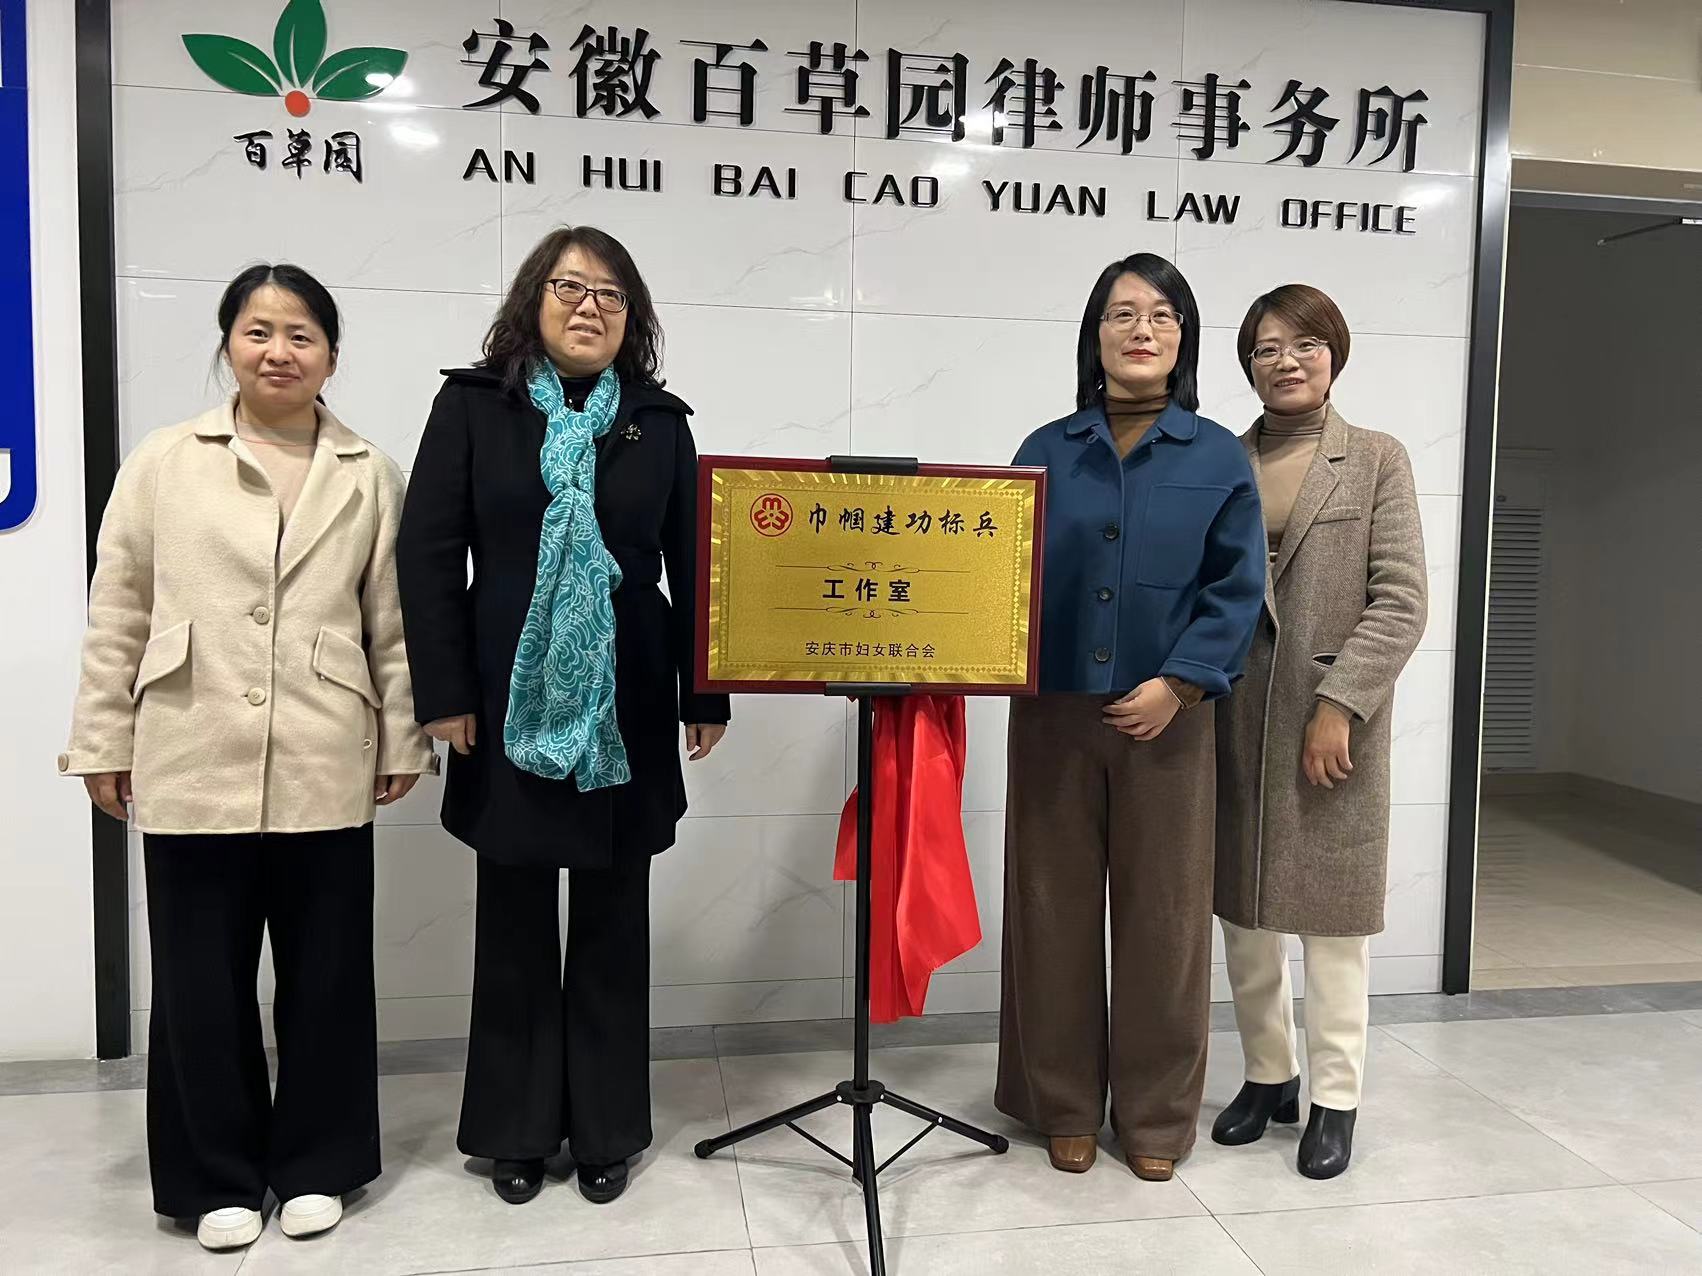 安徽百草园律师事务所
百草园
AN HUI BAI CAO YUAN LAW OFFICE
巾帼建功标兵
工作室
安庆市妇女联合会